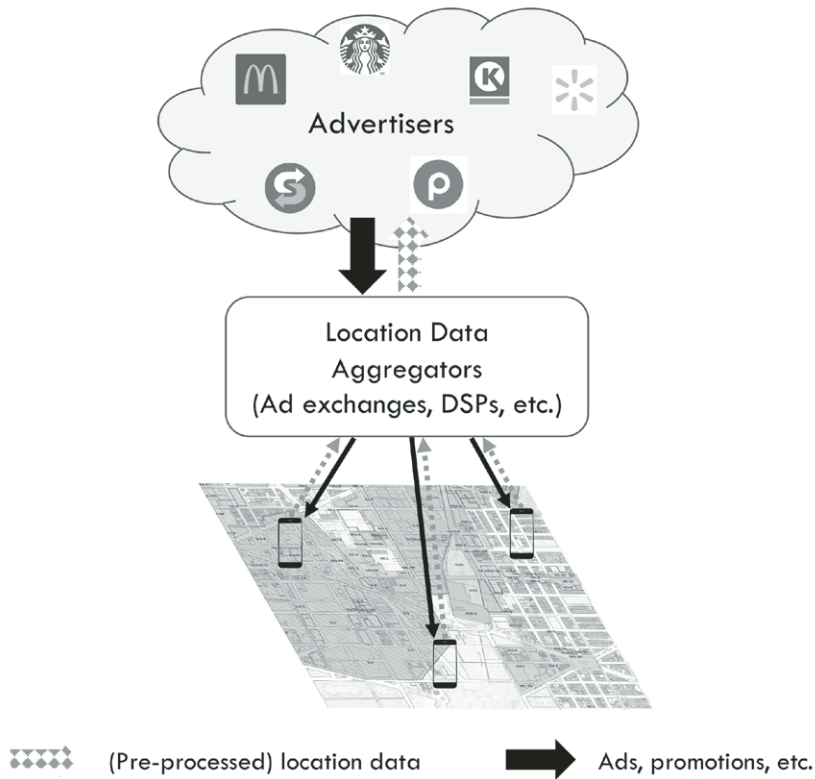 Advertisers
Location Data
Aggregators
(Ad exchanges, DSPs, etc.)
(Pre-processed) location data
Ads, promotions, etc.